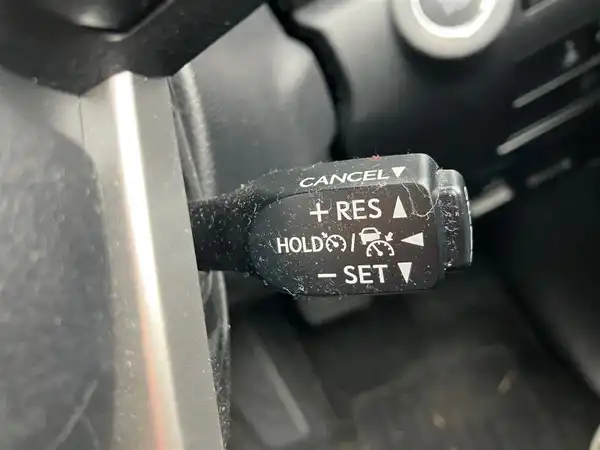 CANCEL▼
+ RES ▲
HOLD / ◀
− SET ▼